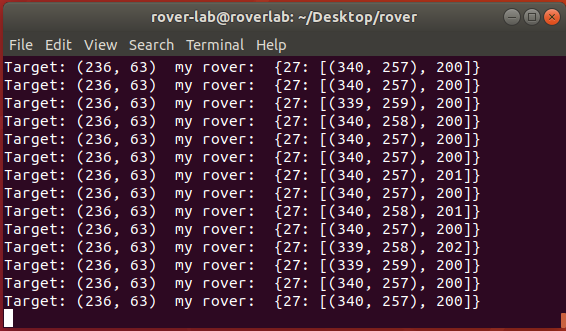 rover-lab@roverlab: ~/Desktop/rover
File Edit View Search Terminal Help
Target: (236, 63)  my rover:  {27: [(340, 257), 200]}
Target: (236, 63)  my rover:  {27: [(340, 257), 200]}
Target: (236, 63)  my rover:  {27: [(339, 259), 200]}
Target: (236, 63)  my rover:  {27: [(340, 258), 200]}
Target: (236, 63)  my rover:  {27: [(340, 257), 200]}
Target: (236, 63)  my rover:  {27: [(340, 257), 200]}
Target: (236, 63)  my rover:  {27: [(340, 257), 201]}
Target: (236, 63)  my rover:  {27: [(340, 257), 200]}
Target: (236, 63)  my rover:  {27: [(340, 258), 201]}
Target: (236, 63)  my rover:  {27: [(340, 257), 200]}
Target: (236, 63)  my rover:  {27: [(339, 258), 202]}
Target: (236, 63)  my rover:  {27: [(339, 259), 200]}
Target: (236, 63)  my rover:  {27: [(340, 257), 200]}
Target: (236, 63)  my rover:  {27: [(340, 257), 200]}